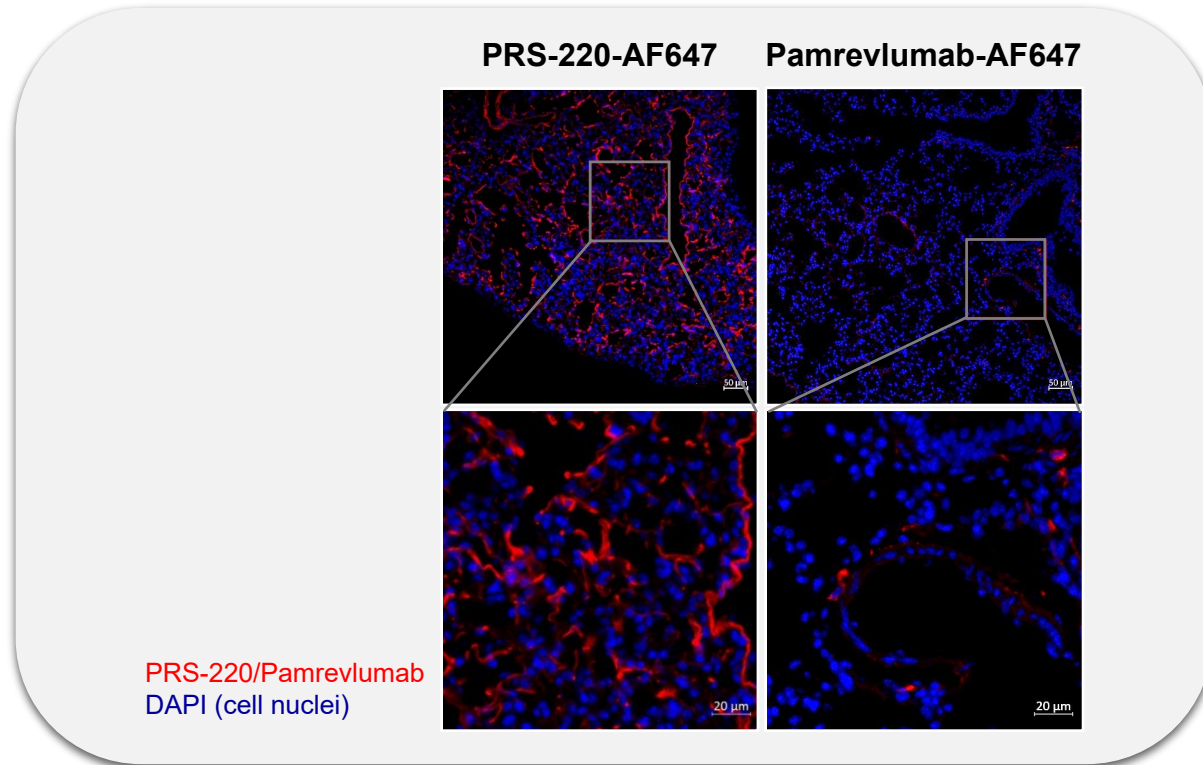 PRS-220-AF647
Pamrevlumab-AF647
50 µm
50 µm
PRS-220/Pamrevlumab
DAPI (cell nuclei)
20 µm
20 µm